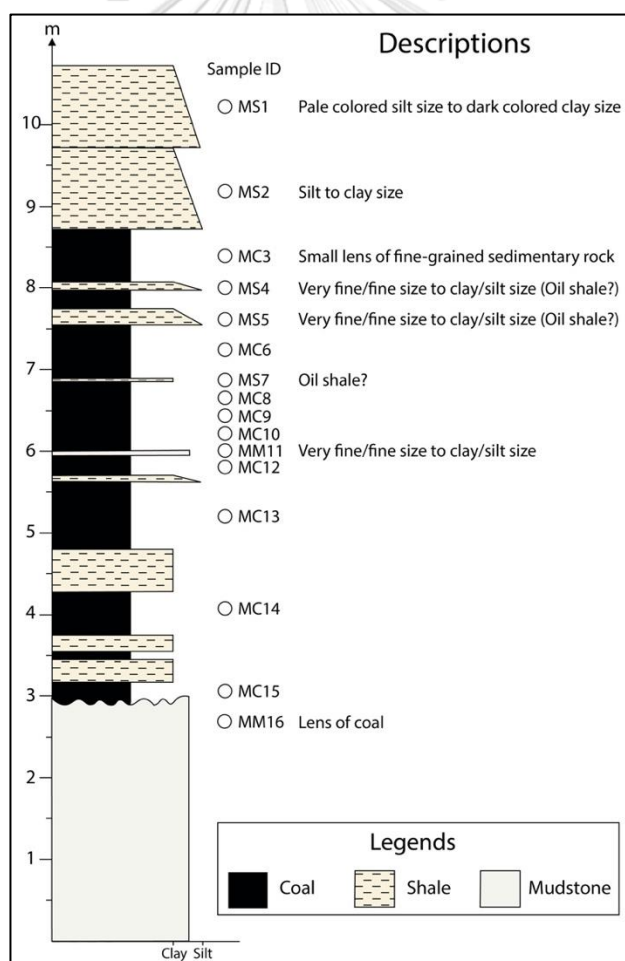 m
Descriptions
Sample ID
10
MS1 Pale colored silt size to dark colored clay size
MS2 Silt to clay size
9
MC3 Small lens of fine-grained sedimentary rock
8
MS4 Very fine/fine size to clay/silt size (Oil shale?)
MS5 Very fine/fine size to clay/silt size (Oil shale?)
MC6
7
MS7 Oil shale?
MC8
MC9
MC10
6
MM11 Very fine/fine size to clay/silt size
MC12
MC13
5
4
MC14
3
MC15
MM16 Lens of coal
2
1
Legends
Coal Shale Mudstone
Clay Silt